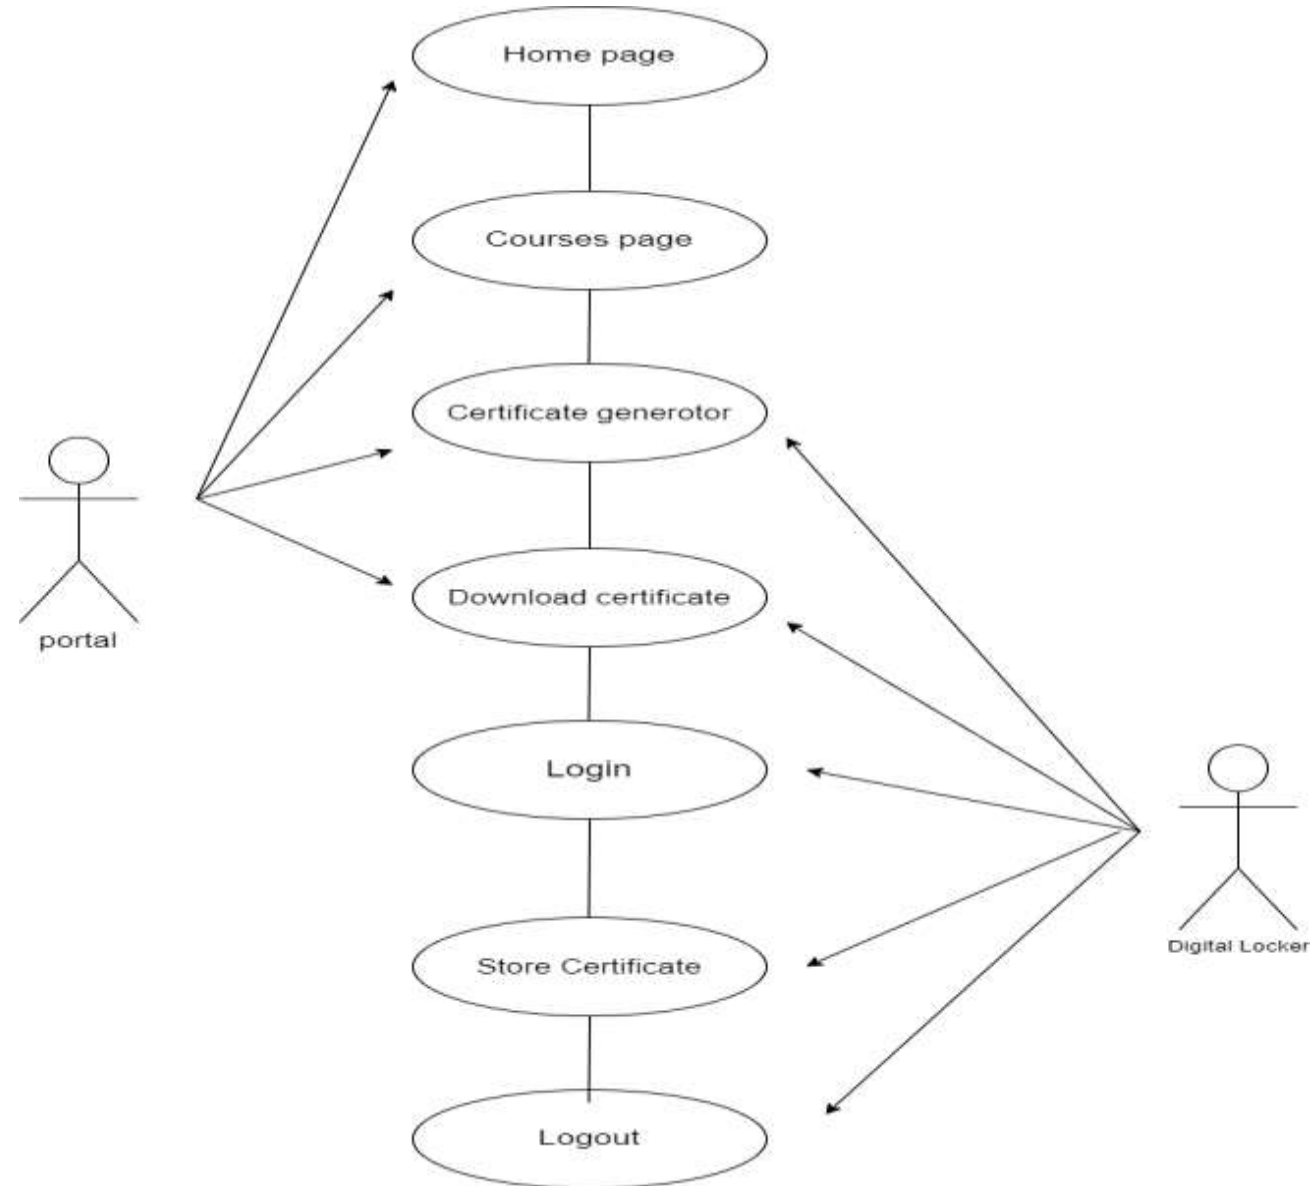 Home page
Courses page
Certificate generotor
Download certificate
portal
Login
Digital Locker
Store Certificate
Logout